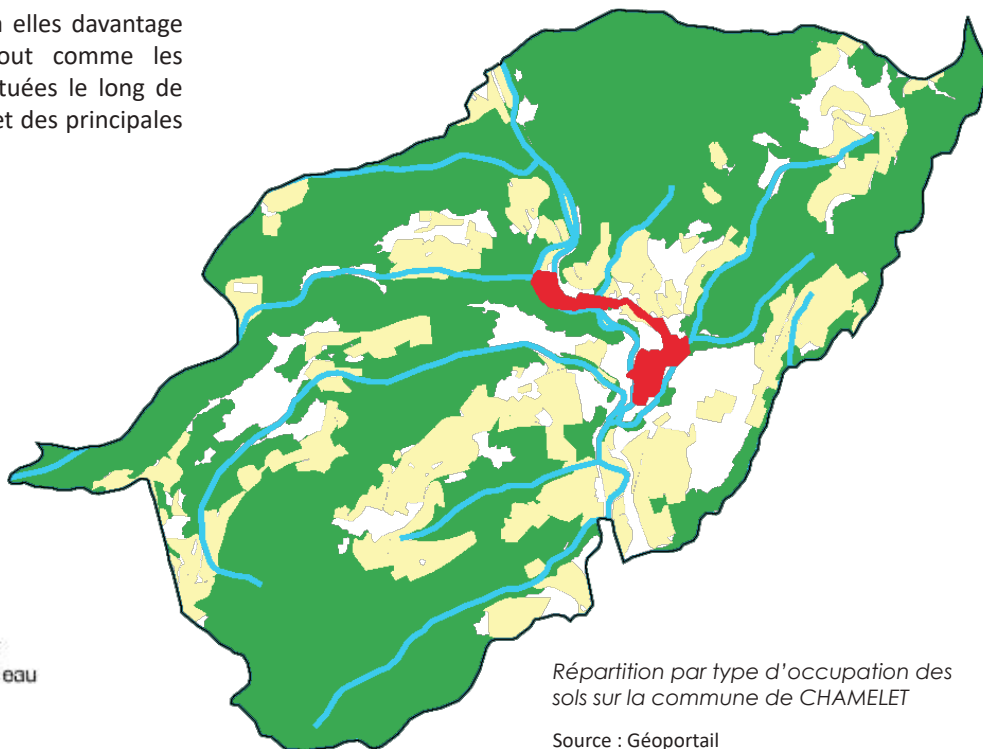 elles davantage
out comme les
tuées le long de
et des principales
eau
Répartition par type d'occupation des
sols sur la commune de CHAMELET
Source : Géoportail